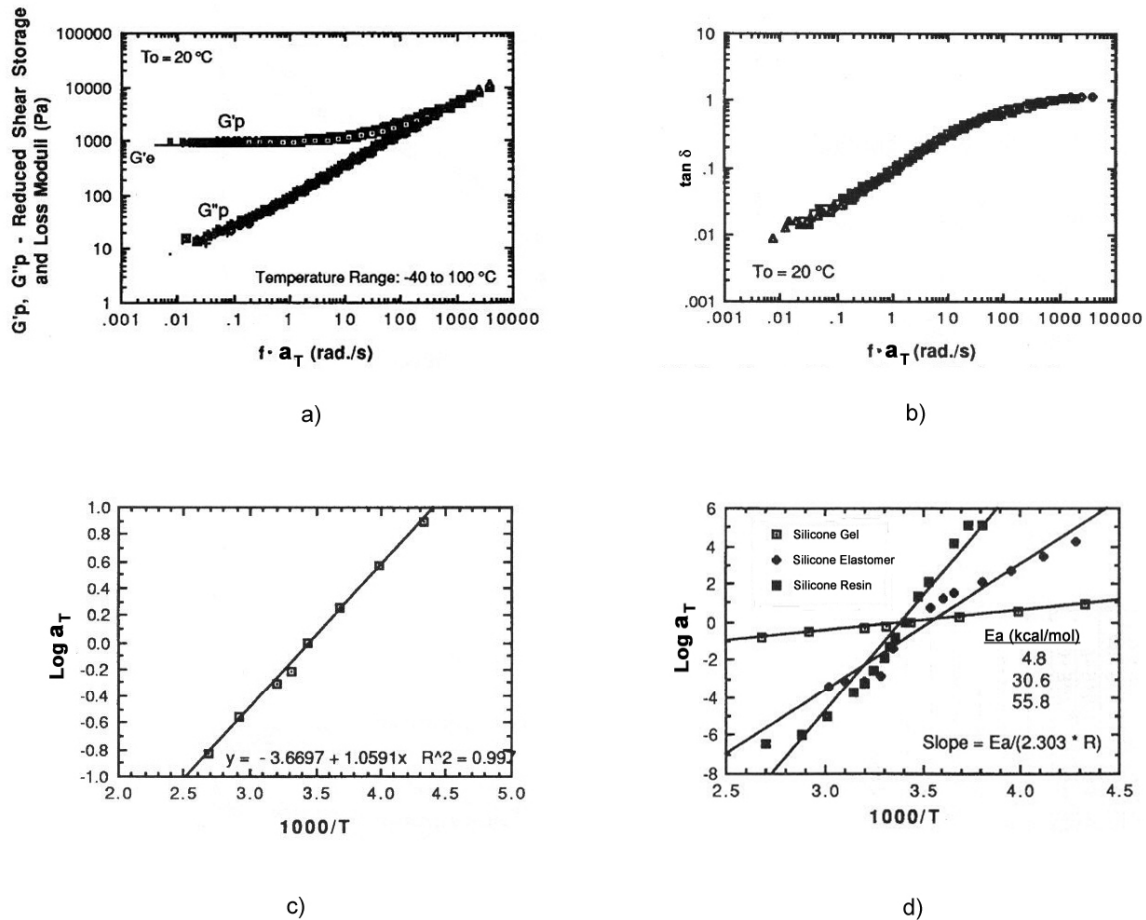 G'p, G"p - Reduced Shear Storage
and Loss Moduli (Pa)
100000
10000
1000
100
10
1
To = 20 °C
G'p
G'e
G"p
Temperature Range: -40 to 100 °C
.001 .01 .1 1 10 100 1000 10000
f · aT (rad./s)
a)
tan δ
10
1
.1
.01
.001
To = 20 °C
.001 .01 .1 1 10 100 1000 10000
f · aT (rad./s)
b)
Log aT
1.0
0.8
0.6
0.4
0.2
0.0
-0.2
-0.4
-0.6
-0.8
-1.0
y = -3.6697 + 1.0591x R^2 = 0.997
2.0 2.5 3.0 3.5 4.0 4.5 5.0
1000/T
c)
Log aT
6
4
2
0
-2
-4
-6
-8
Silicone Gel
Silicone Elastomer
Silicone Resin
Ea (kcal/mol)
4.8
30.6
55.8
Slope = Ea/(2.303 * R)
2.5 3.0 3.5 4.0 4.5
1000/T
d)